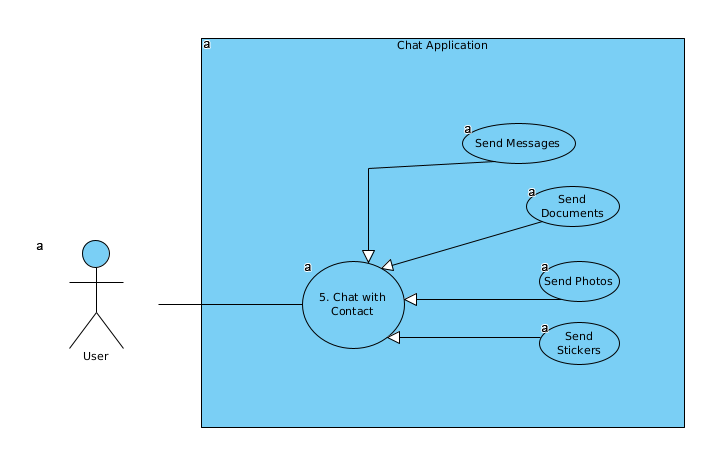 a
Chat Application
a
Send Messages
a
Send
Documents
a
User
a
5. Chat with
Contact
a
Send Photos
a
Send
Stickers